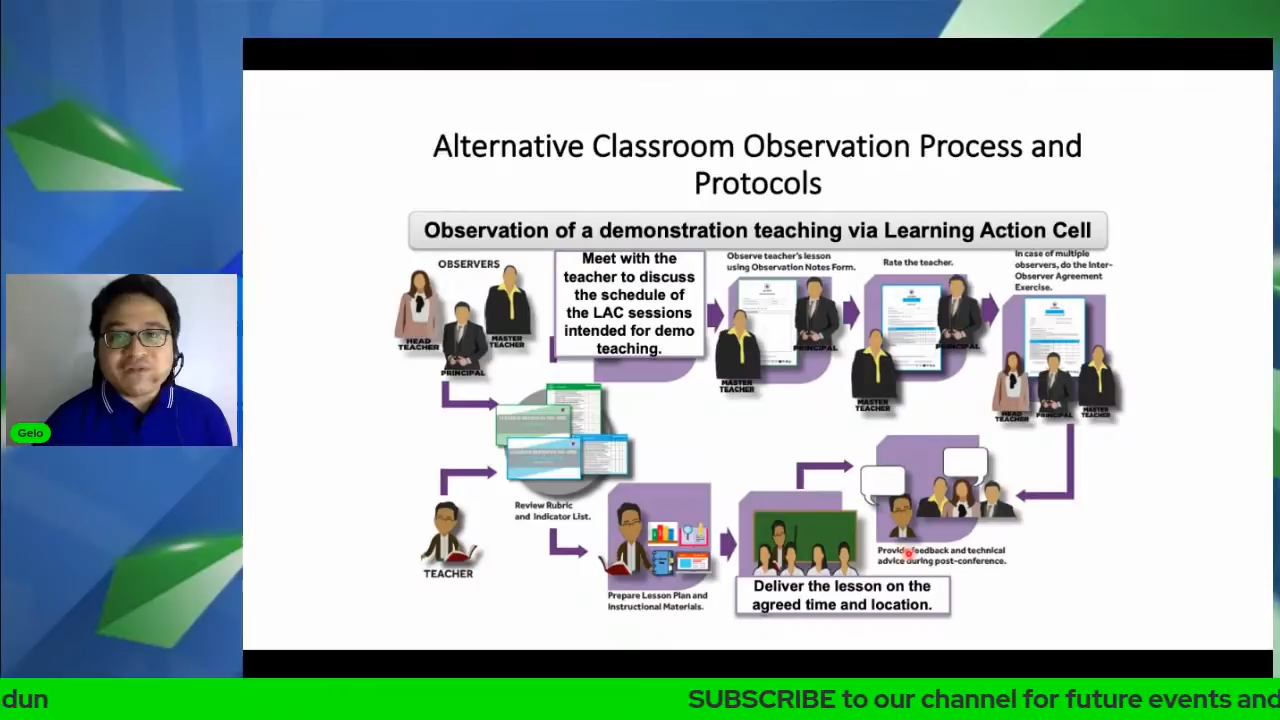 Alternative Classroom Observation Process and
Protocols
Observation of a demonstration teaching via Learning Action Cell
OBSERVERS
HEAD
TEACHER
PRINCIPAL
MASTER
TEACHER
Meet with the
teacher to discuss
the schedule of
the LAC sessions
intended for demo
teaching.
Observe teacher's lesson
using Observation Notes Form.
MASTER
TEACHER
PRINCIPAL
Rate the teacher.
MASTER
TEACHER
PRINCIPAL
In case of multiple
observers, do the Inter-
Observer Agreement
Exercise.
HEAD
TEACHER
PRINCIPAL
MASTER
TEACHER
Gelo
Review Rubric
and Indicator List.
TEACHER
Prepare Lesson Plan and
Instructional Materials.
Deliver the lesson on the
agreed time and location.
Provide feedback and technical
advice during post-conference.
dun
SUBSCRIBE to our channel for future events and